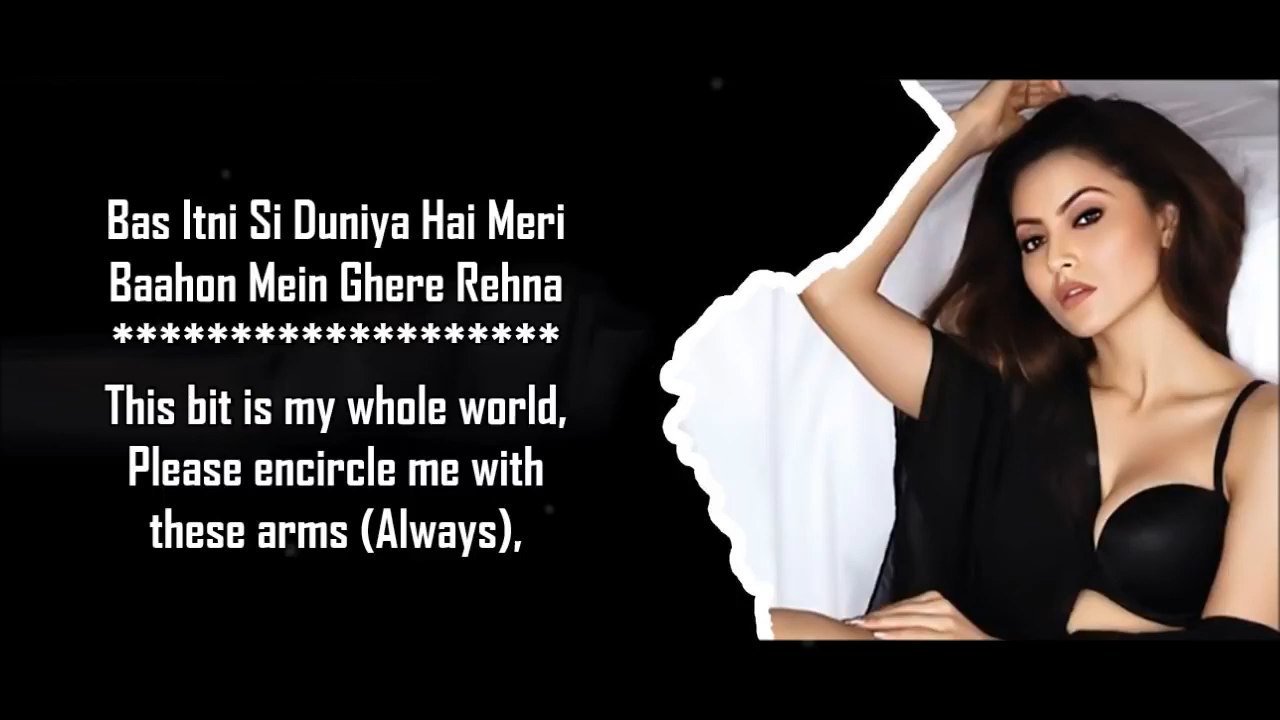 Bas Itni Si Duniya Hai Meri
Baahon Mein Ghere Rehna
*******************
This bit is my whole world,
Please encircle me with
these arms (Always),